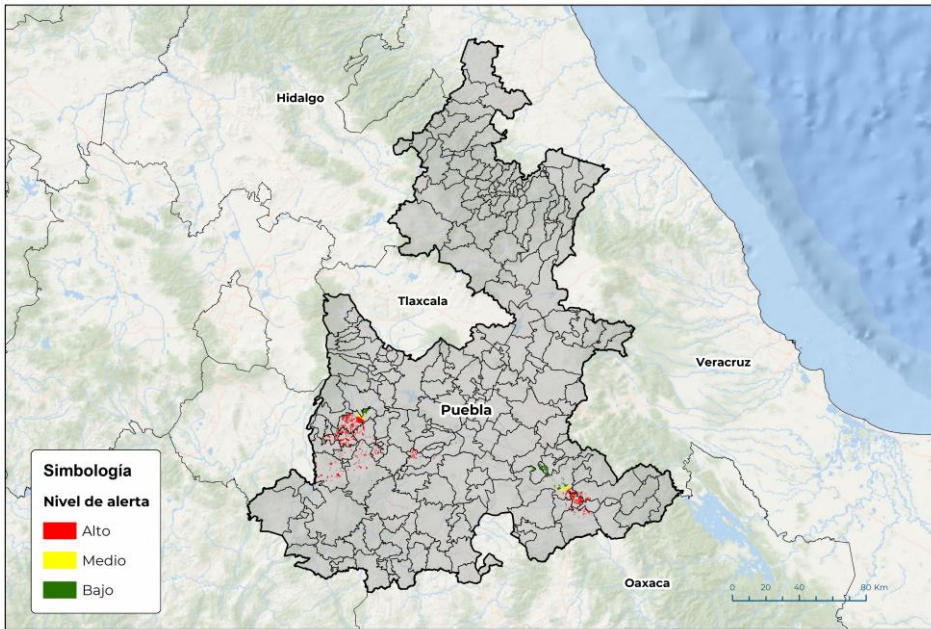 Hidalgo
Tlaxcala
Veracruz
Puebla
Oaxaca
Simbología
Nivel de alerta
Alto
Medio
Bajo
0 20 40 80 Km